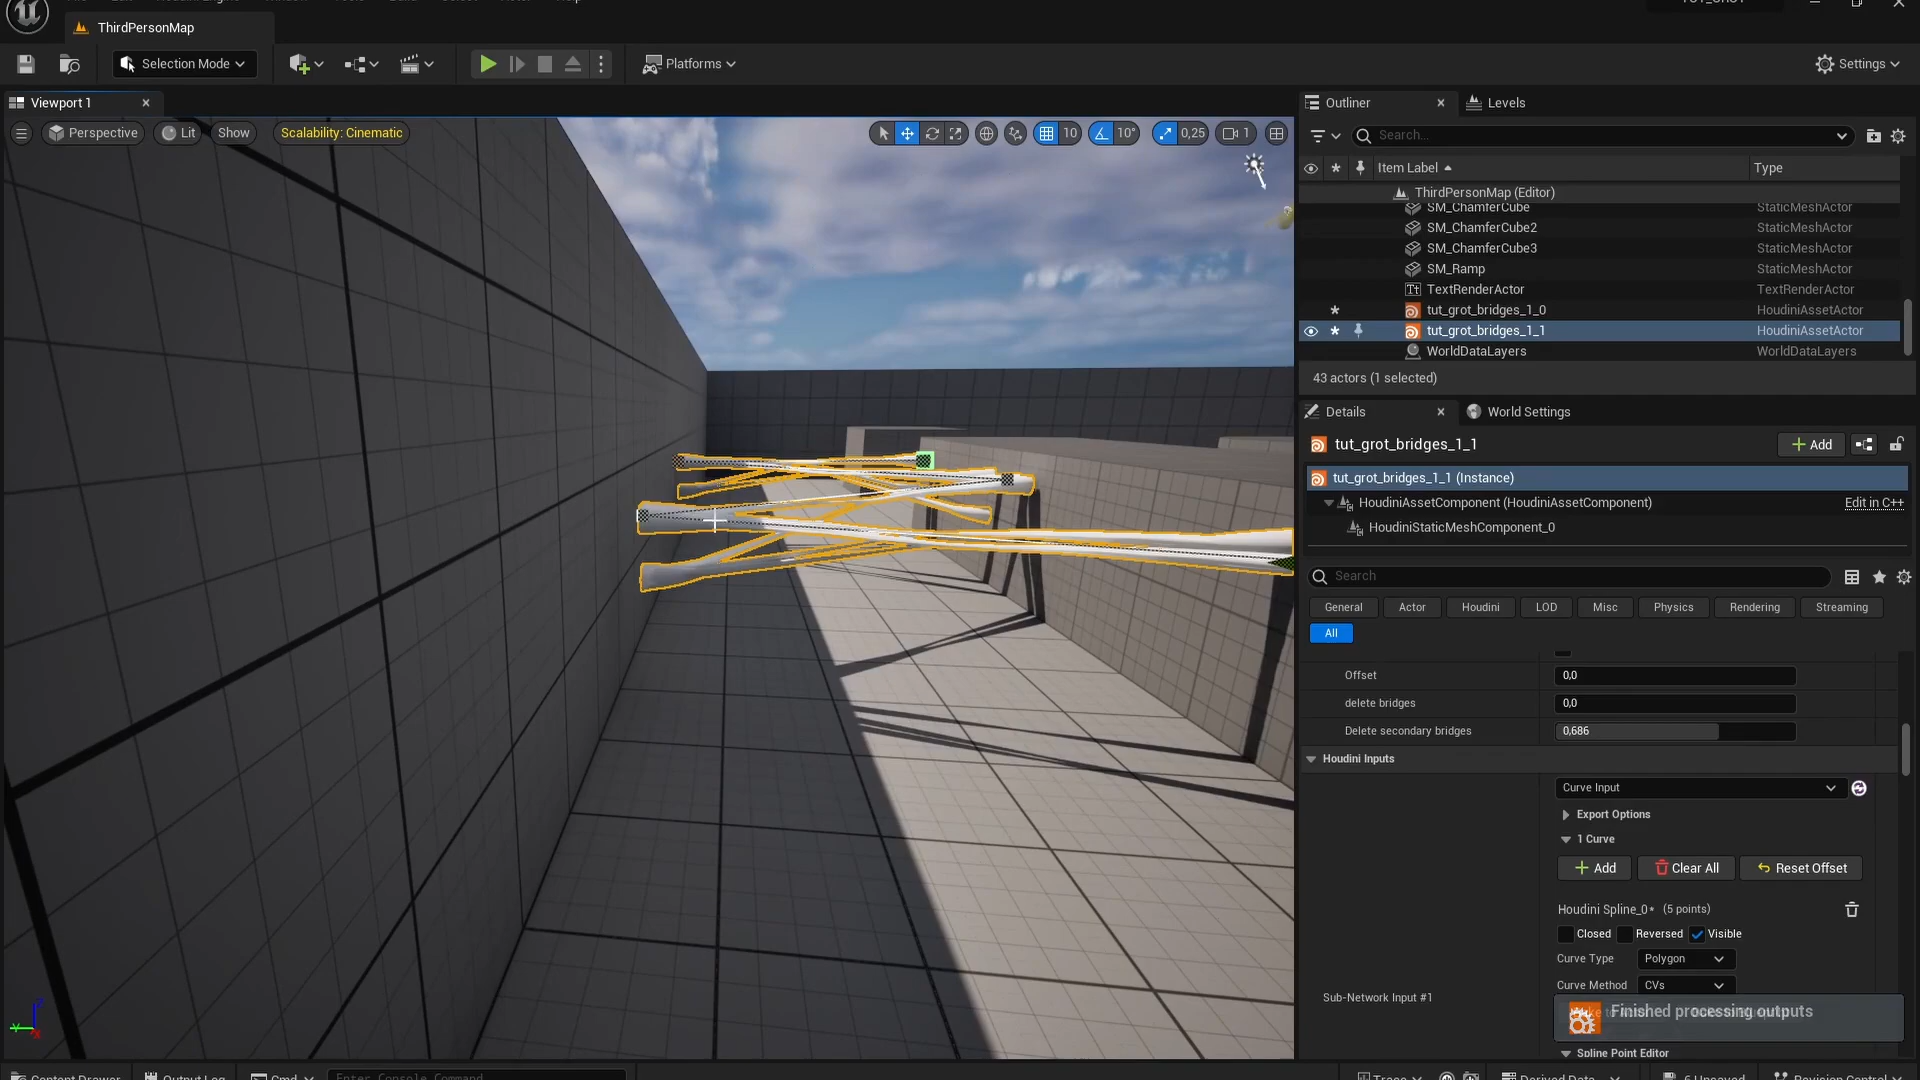 ThirdPersonMap
Selection Mode
Platforms
Settings
Viewport 1
Outliner
Levels
Perspective
Lit
Show
Scalability: Cinematic
10
10°
0,25
1
Search...
Item Label
Type
ThirdPersonMap (Editor)
SM_ChamferCube StaticMeshActor
SM_ChamferCube2 StaticMeshActor
SM_ChamferCube3 StaticMeshActor
SM_Ramp StaticMeshActor
TextRenderActor TextRenderActor
tut_grot_bridges_1_0 HoudiniAssetActor
tut_grot_bridges_1_1 HoudiniAssetActor
WorldDataLayers WorldDataLayers
43 actors (1 selected)
Details
World Settings
tut_grot_bridges_1_1
Add
tut_grot_bridges_1_1 (Instance)
HoudiniAssetComponent (HoudiniAssetComponent) Edit in C++
HoudiniStaticMeshComponent_0
Search
General Actor Houdini LOD Misc Physics Rendering Streaming
All
Offset 0,0
delete bridges 0,0
Delete secondary bridges 0,686
Houdini Inputs
Curve Input
Export Options
1 Curve
Add Clear All Reset Offset
Houdini Spline_0* (5 points)
Closed Reversed Visible
Curve Type Polygon
Curve Method CVs
Sub-Network Input #1
Finished processing outputs
Spline Point Editor
Content Drawer
Output Log
Cmd
Enter Console Command
Trace
Derived Data
6 Unsaved
Revision Control